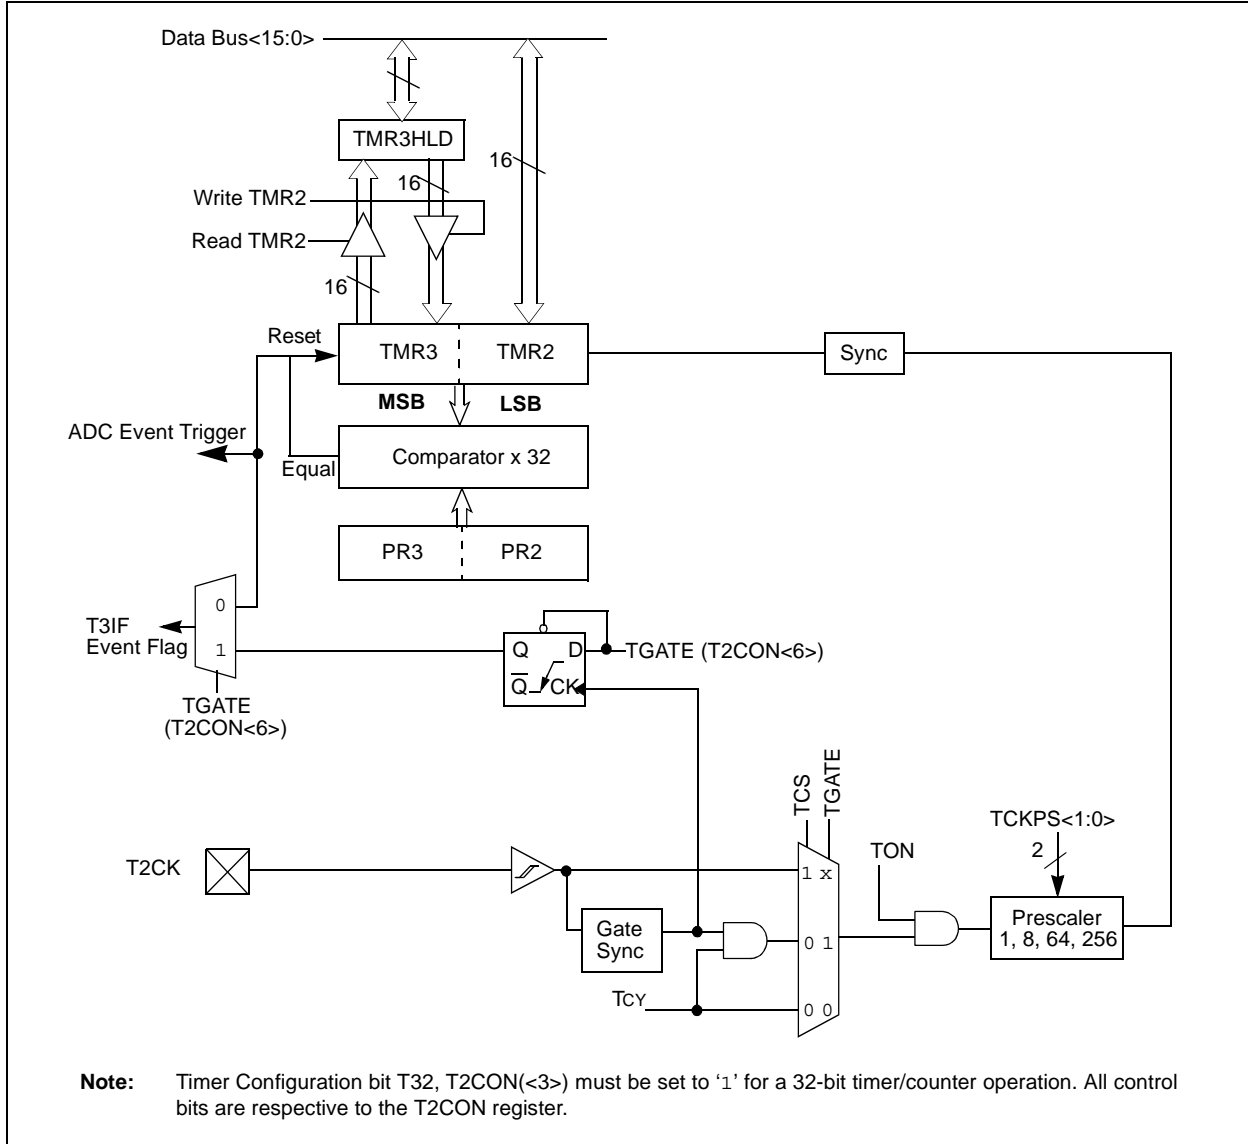 Data Bus<15:0>
TMR3HLD
16
16
Write TMR2
Read TMR2
16
Reset
TMR3
TMR2
Sync
MSB
LSB
ADC Event Trigger
Equal
Comparator x 32
PR3
PR2
0
T3IF
Event Flag
1
Q
D
TGATE (T2CON<6>)
Q
CK
TGATE
(T2CON<6>)
TCS
TGATE
TCKPS<1:0>
2
TON
T2CK
1 x
Gate
Sync
0 1
Prescaler
1, 8, 64, 256
TCY
0 0
Note: Timer Configuration bit T32, T2CON(<3>) must be set to ‘1’ for a 32-bit timer/counter operation. All control
bits are respective to the T2CON register.